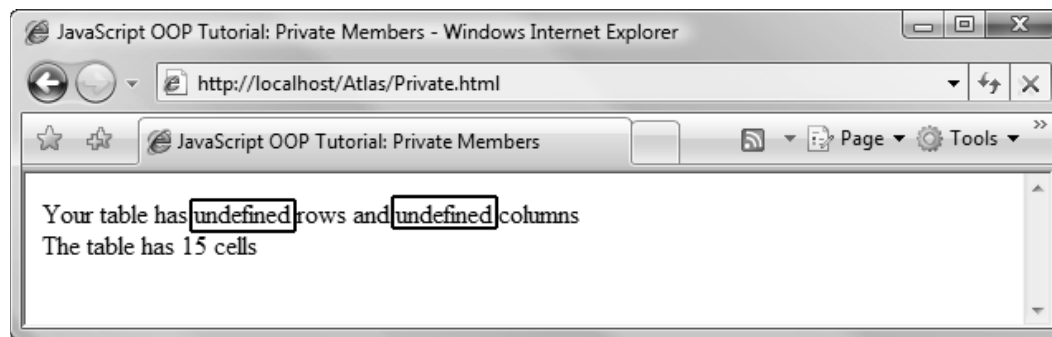 JavaScript OOP Tutorial: Private Members - Windows Internet Explorer
http://localhost/Atlas/Private.html
JavaScript OOP Tutorial: Private Members
Page
Tools
Your table has undefined rows and undefined columns
The table has 15 cells